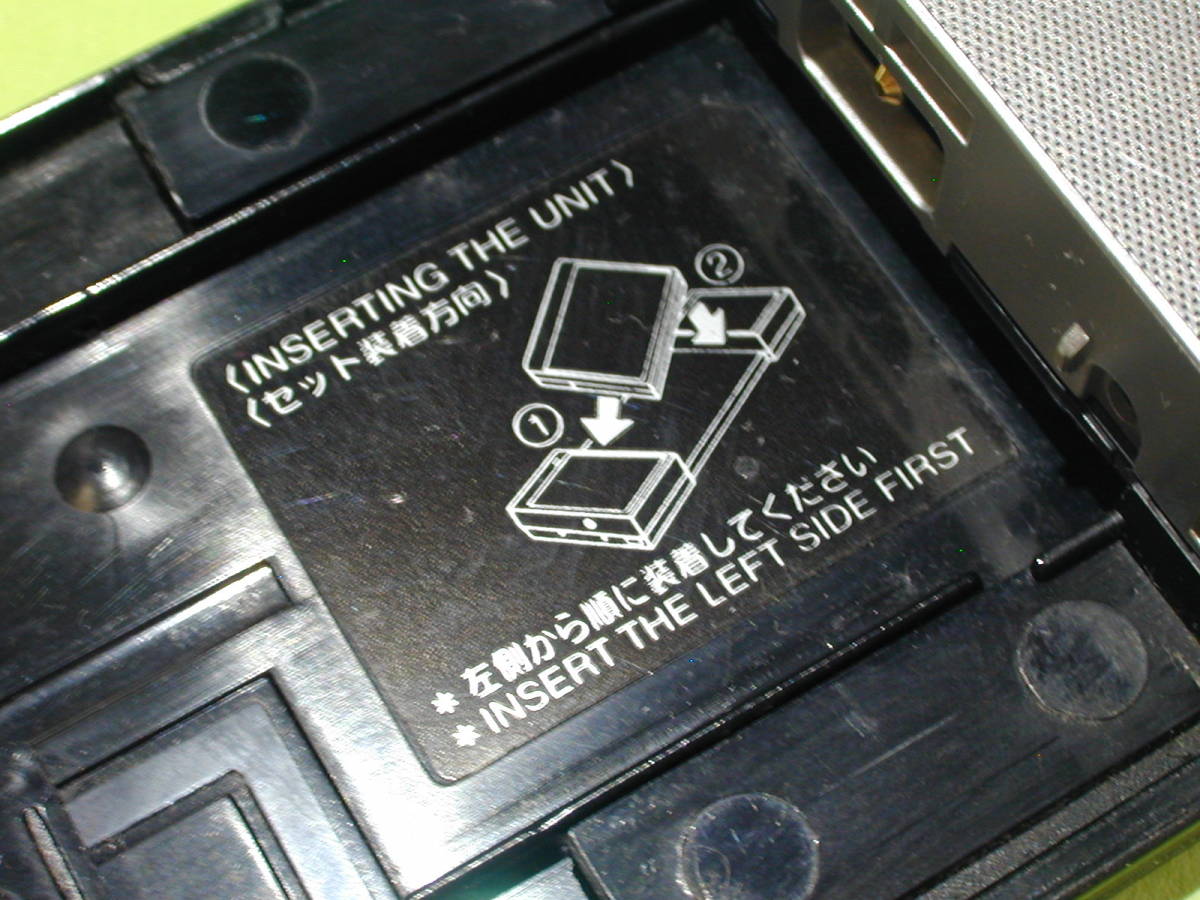 〈INSERTING THE UNIT〉
〈セット装着方向〉
②
①
* 左側から順に装着してください
* INSERT THE LEFT SIDE FIRST